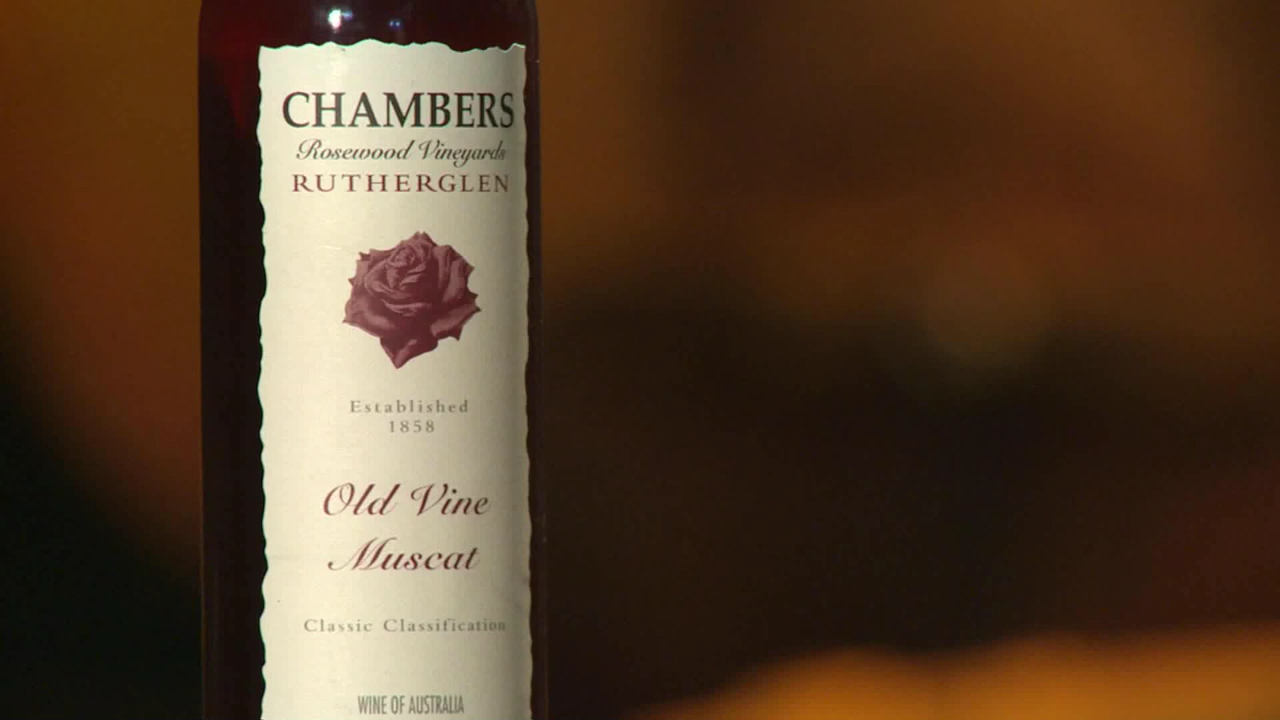 CHAMBERS
Rosewood Vineyards
RUTHERGLEN
Established
1858
Old Vine
Muscat
Classic Classification
WINE OF AUSTRALIA